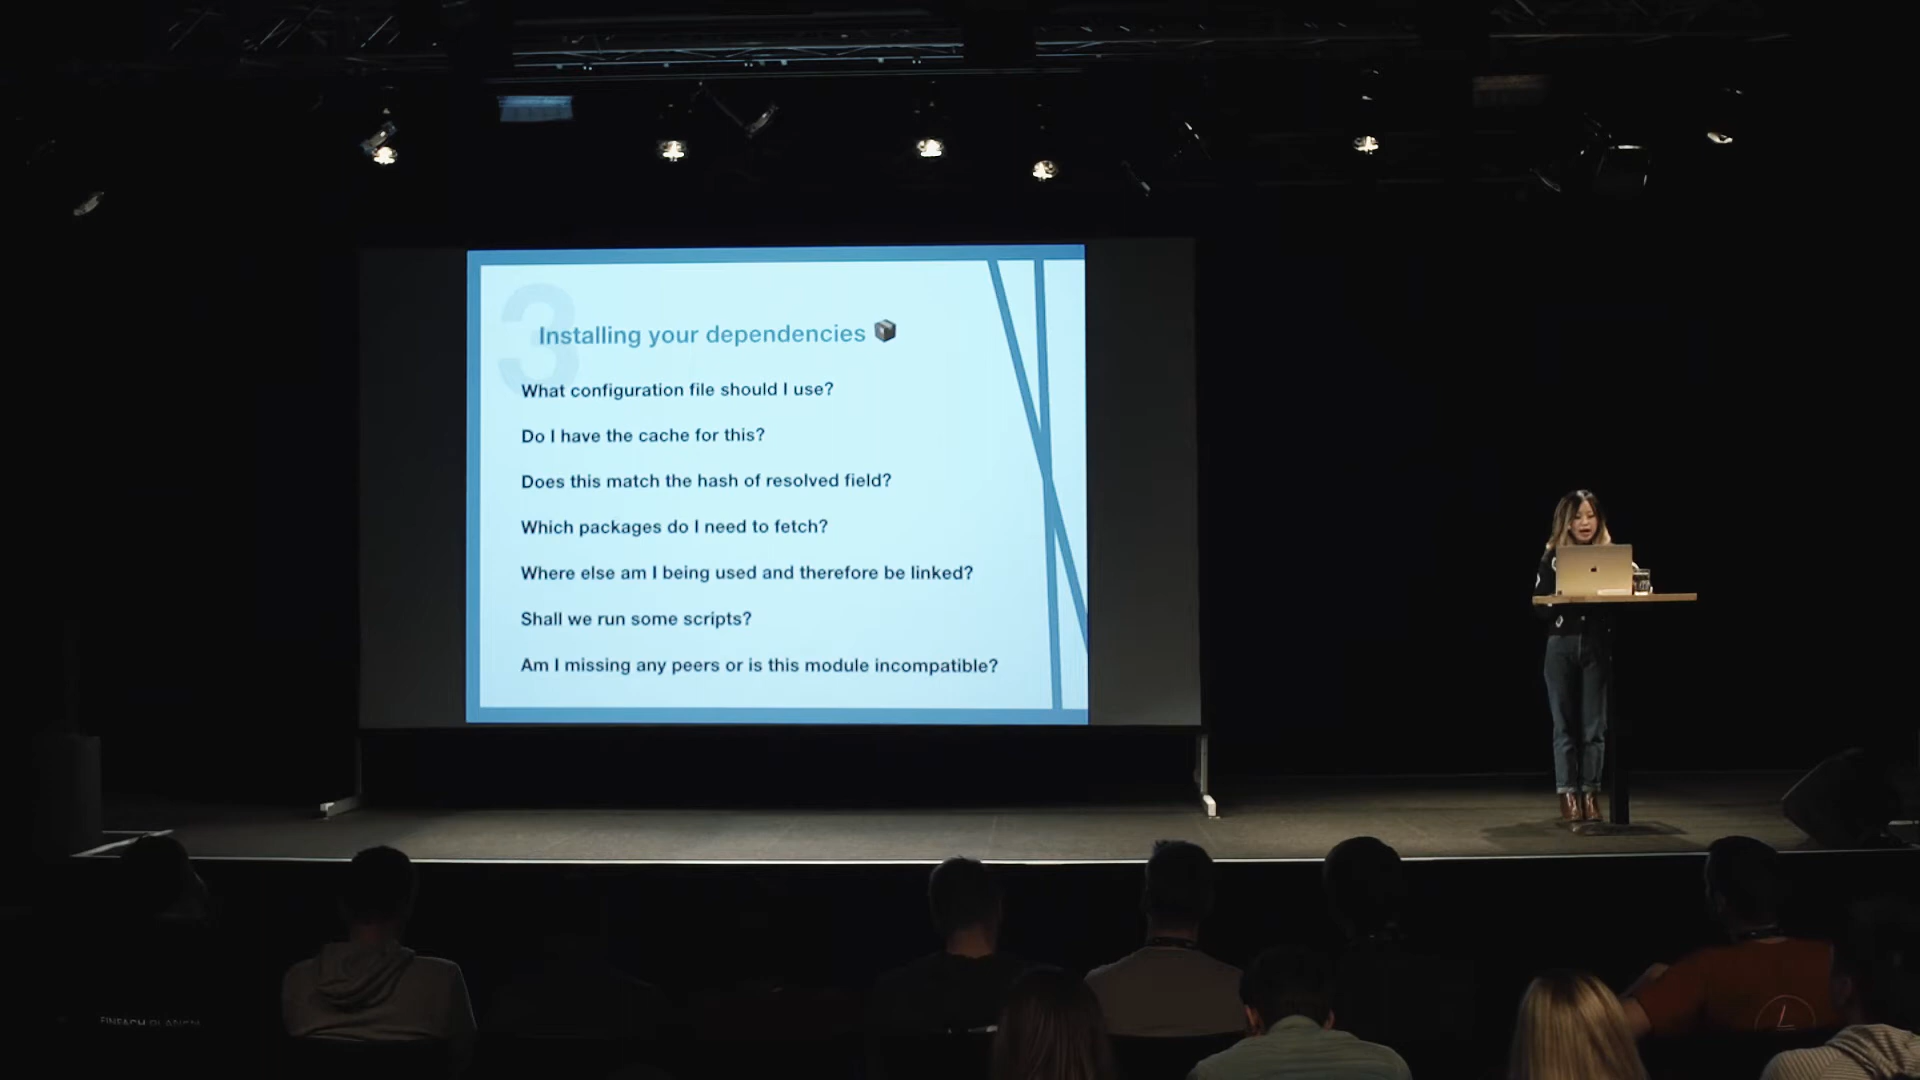 3
Installing your dependencies
What configuration file should I use?
Do I have the cache for this?
Does this match the hash of resolved field?
Which packages do I need to fetch?
Where else am I being used and therefore be linked?
Shall we run some scripts?
Am I missing any peers or is this module incompatible?